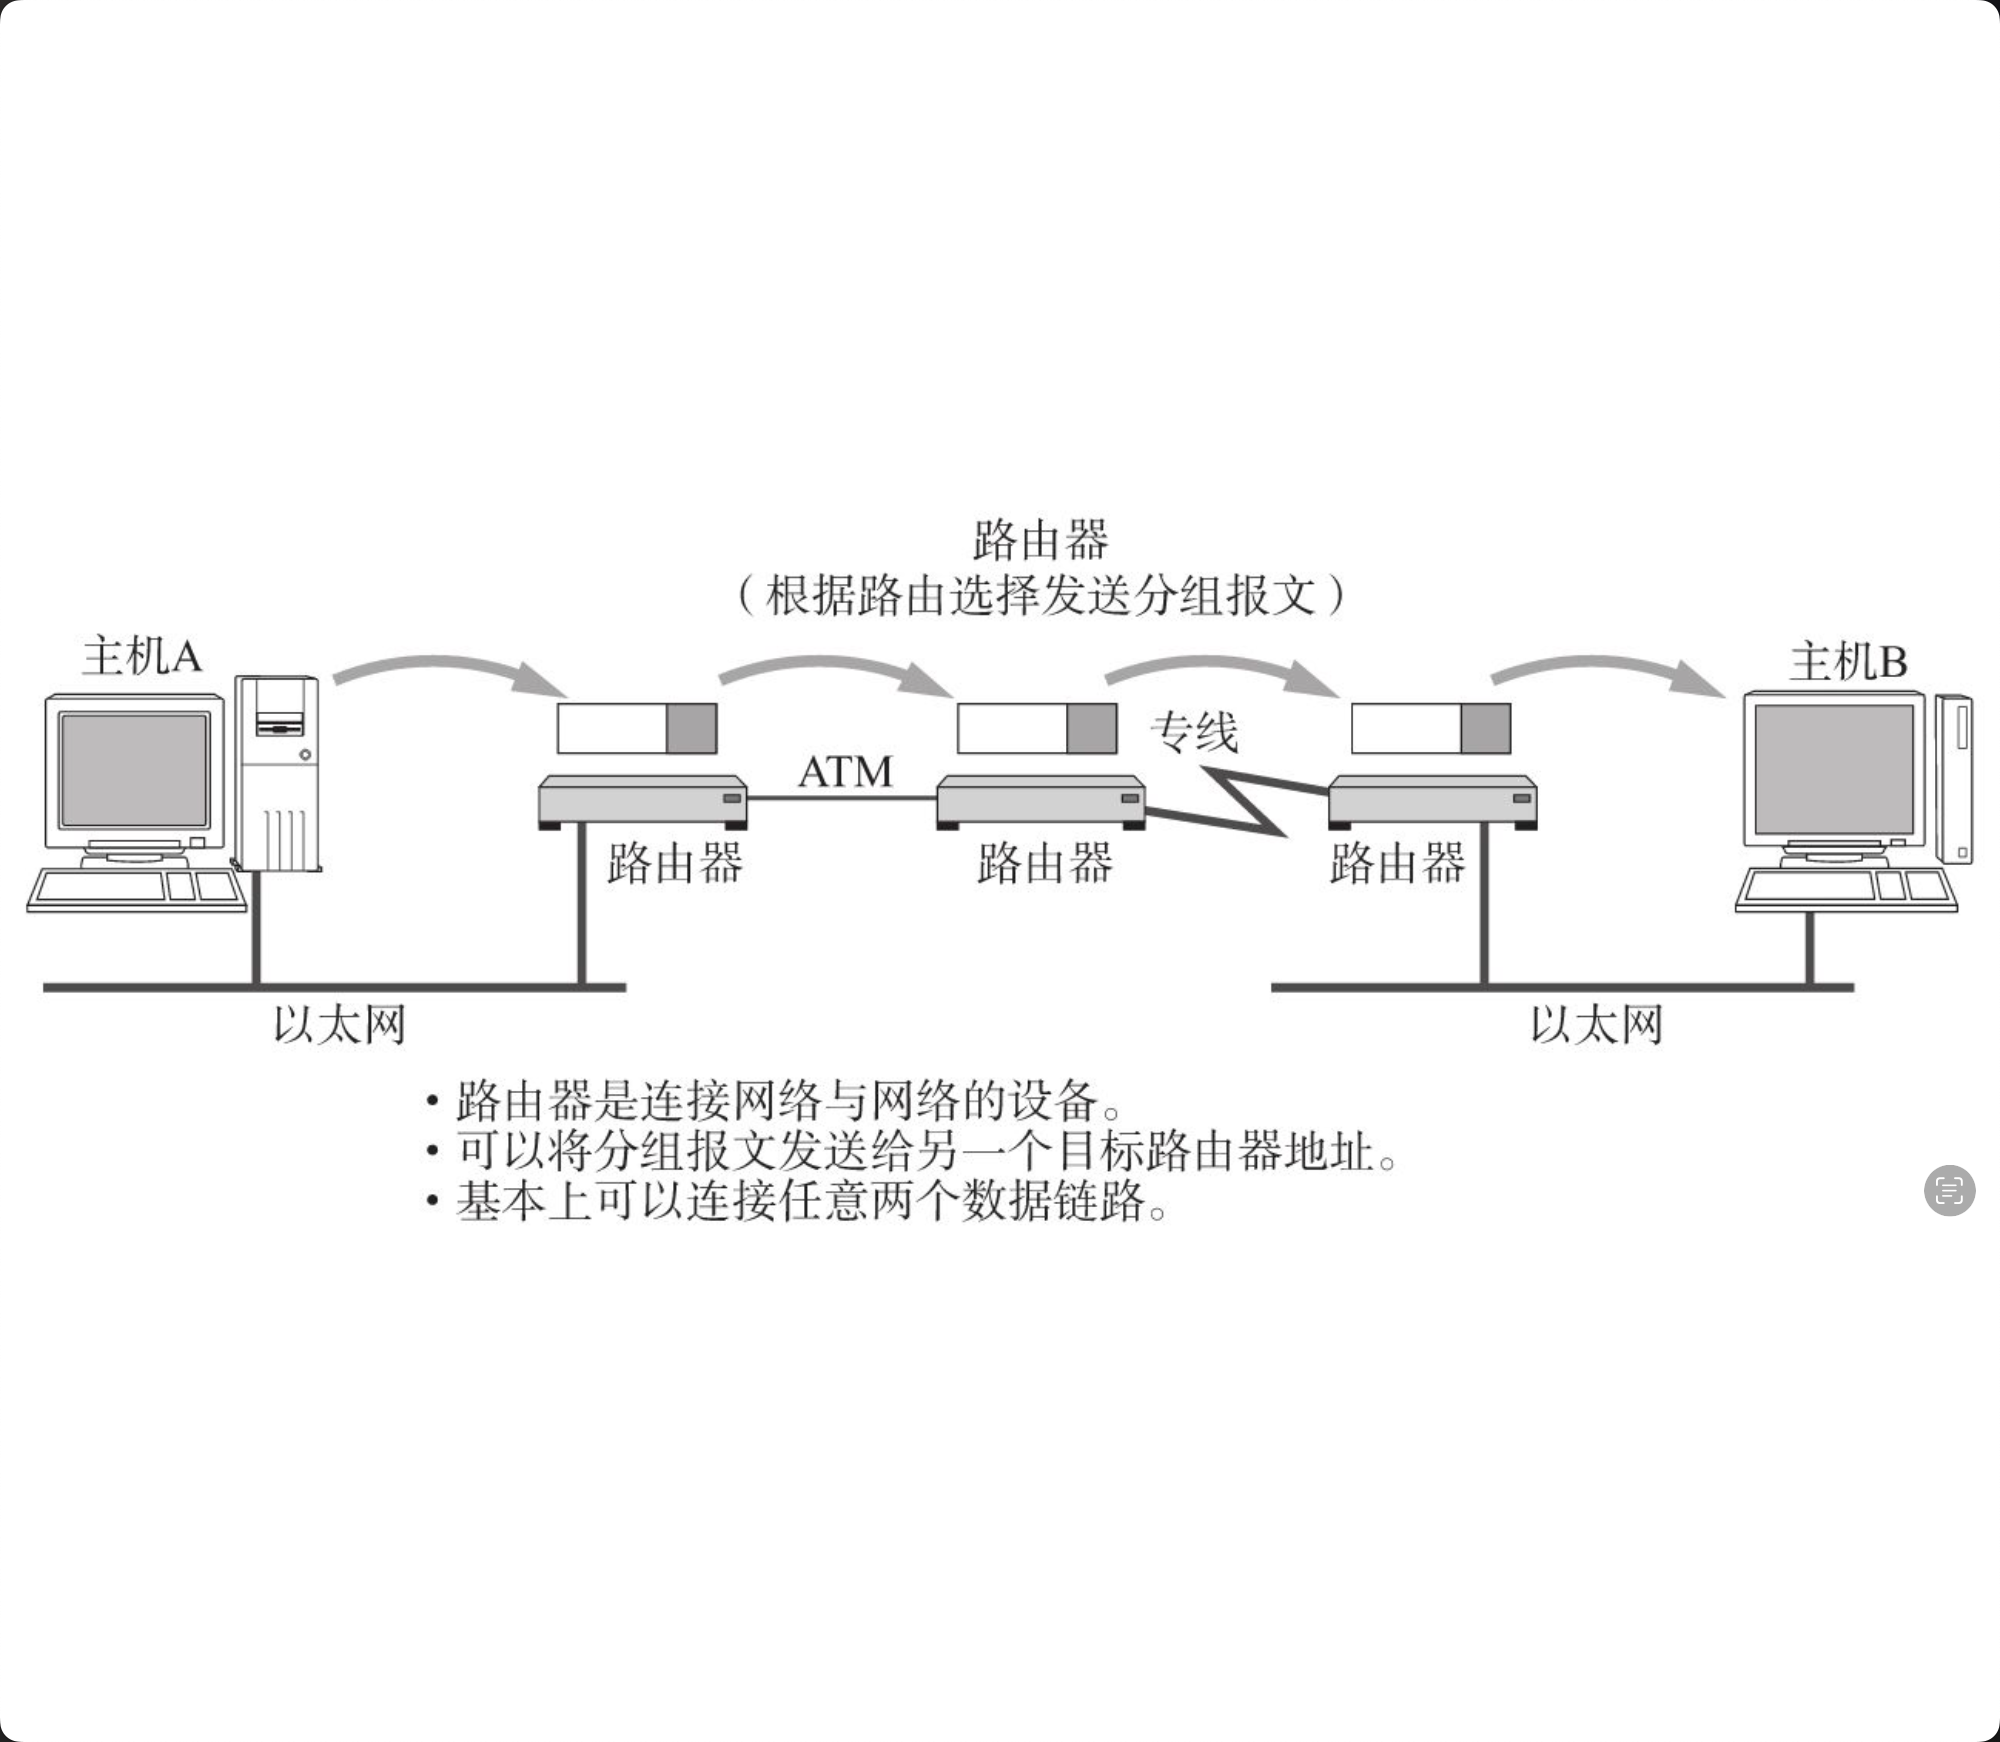 路由器
（根据路由选择发送分组报文）
主机A
主机B
专线
ATM
路由器
路由器
路由器
以太网
以太网
・路由器是连接网络与网络的设备。
・可以将分组报文发送给另一个目标路由器地址。
・基本上可以连接任意两个数据链路。